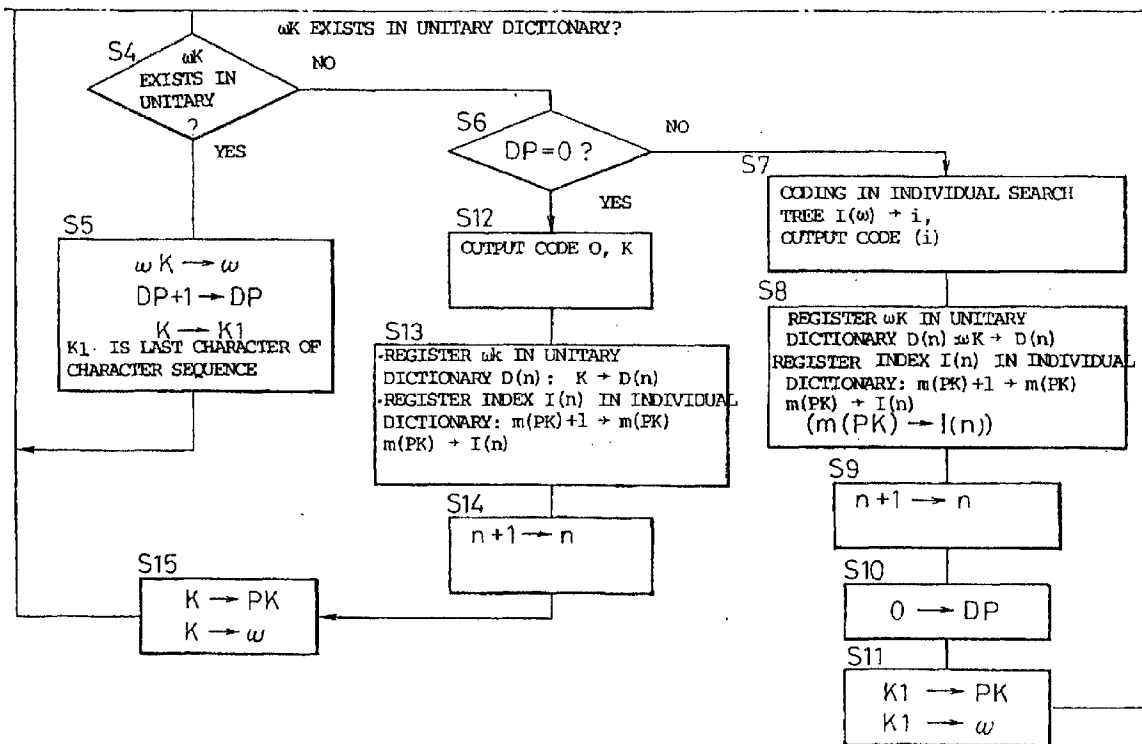 ωK EXISTS IN UNITARY DICTIONARY?
S4
ωK
EXISTS IN
UNITARY
?
NO
YES
S5
ωK → ω
DP+1 → DP
K → K1
K1 IS LAST CHARACTER OF
CHARACTER SEQUENCE
S6
DP=0 ?
NO
YES
S12
OUTPUT CODE 0, K
S13
·REGISTER ωk IN UNITARY
DICTIONARY D(n): K → D(n)
·REGISTER INDEX I(n) IN INDIVIDUAL
DICTIONARY: m(PK)+1 → m(PK)
m(PK) → I(n)
S14
n+1 → n
S15
K → PK
K → ω
S7
CODING IN INDIVIDUAL SEARCH
TREE I(ω) → i,
OUTPUT CODE (i)
S8
REGISTER ωK IN UNITARY
DICTIONARY D(n):ωK → D(n)
REGISTER INDEX I(n) IN INDIVIDUAL
DICTIONARY: m(PK)+1 → m(PK)
m(PK) → I(n)
(m(PK) → I(n))
S9
n+1 → n
S10
0 → DP
S11
K1 → PK
K1 → ω